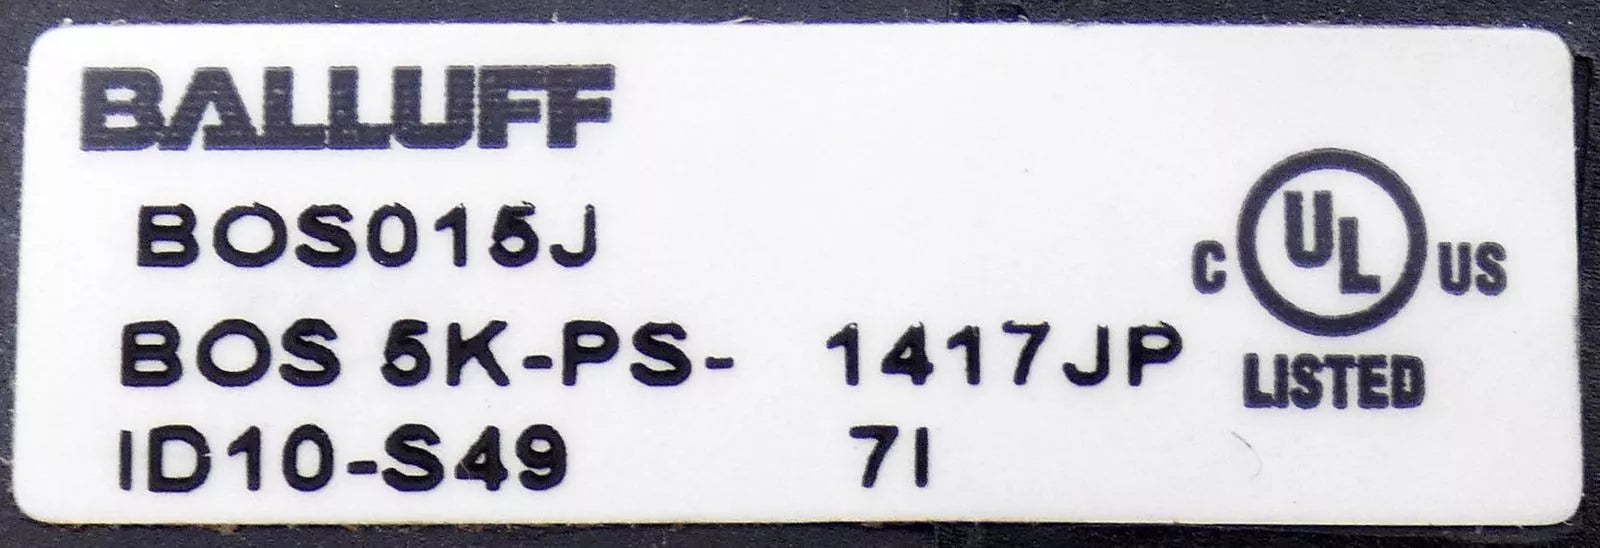 BALLUFF
BOS015J
BOS 5K-PS- 1417JP
ID10-S49 7I
C UL US
LISTED